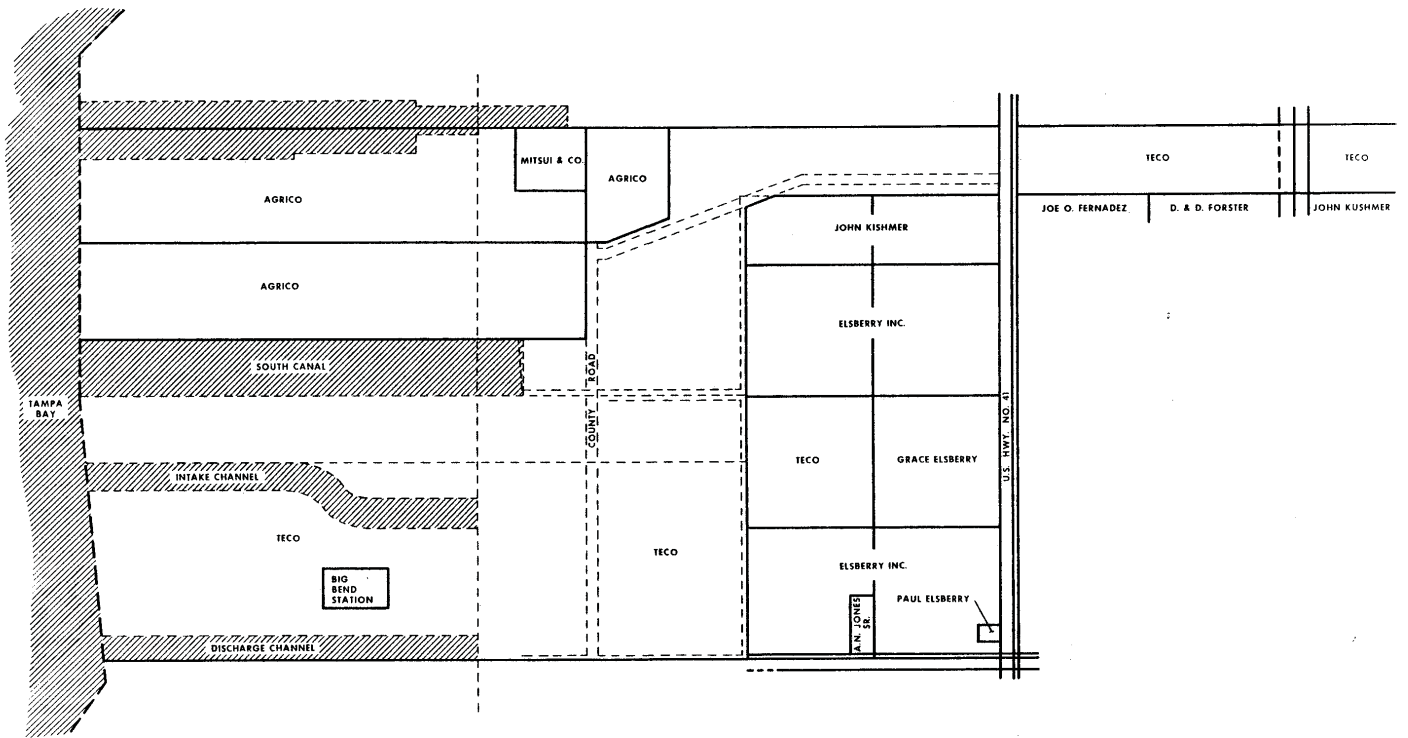 MITSUI & CO.
AGRICO
TECO
TECO
AGRICO
JOE O. FERNADEZ
D. & D. FORSTER
JOHN KUSHMER
JOHN KISHMER
AGRICO
ELSBERRY INC.
SOUTH CANAL
COUNTY ROAD
TAMPA
BAY
U.S. HWY. NO. 41
TECO
GRACE ELSBERRY
INTAKE CHANNEL
TECO
TECO
ELSBERRY INC.
BIG
BEND
STATION
PAUL ELSBERRY
A.N. JONES
SR.
DISCHARGE CHANNEL